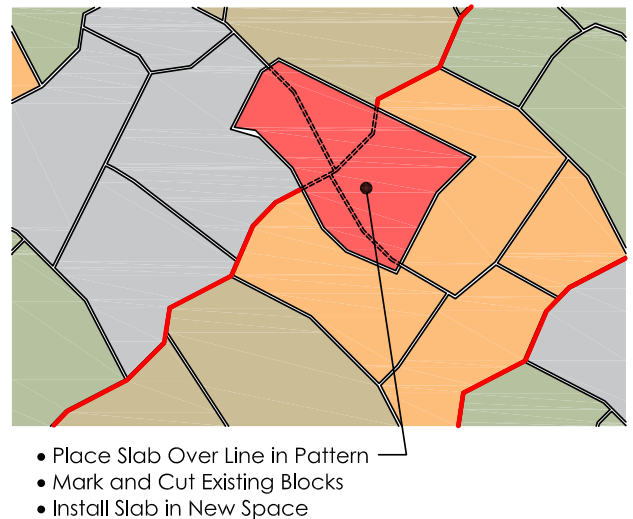 • Place Slab Over Line in Pattern
• Mark and Cut Existing Blocks
• Install Slab in New Space